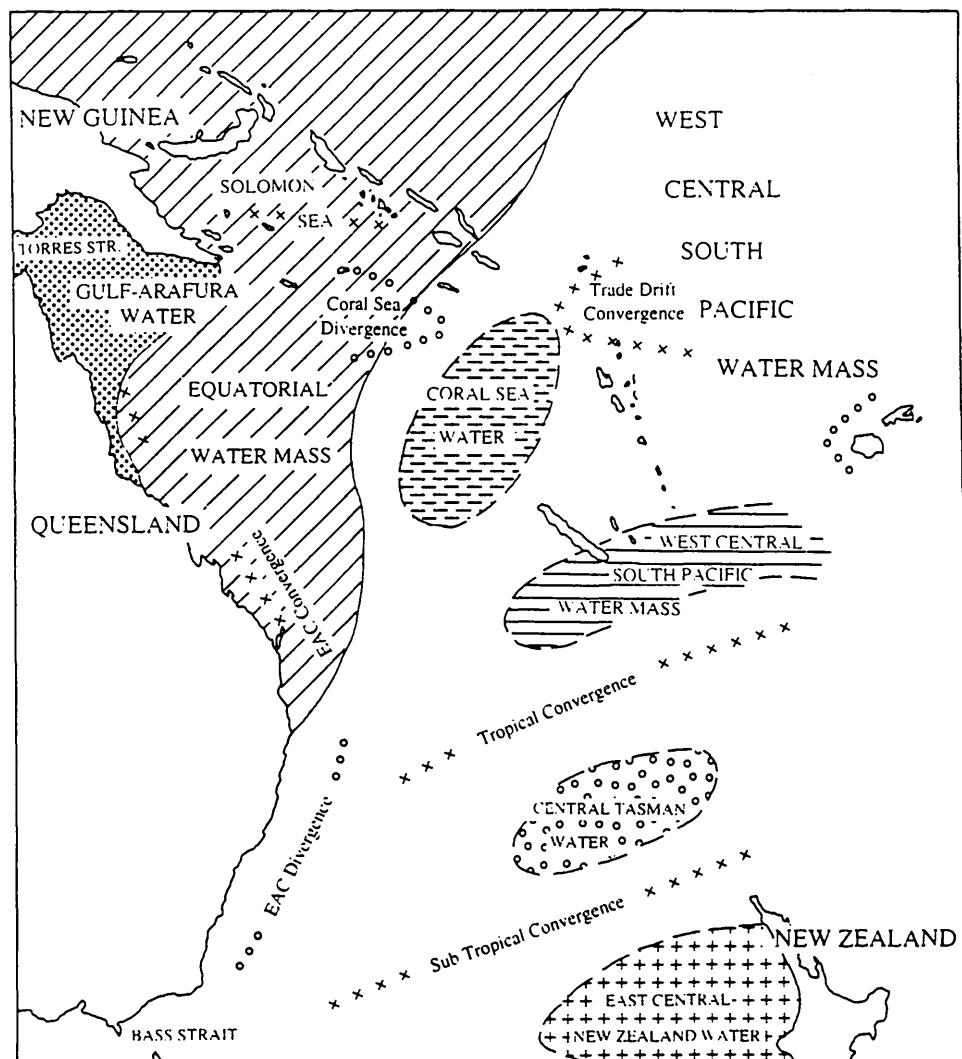 NEW GUINEA
WEST
CENTRAL
SOUTH
PACIFIC
WATER MASS
SOLOMON
SEA
TORRES STR.
GULF-ARAFURA
WATER
Coral Sea
Divergence
Trade Drift
Convergence
EQUATORIAL
WATER MASS
CORAL SEA
WATER
QUEENSLAND
EAC Convergence
WEST CENTRAL
SOUTH PACIFIC
WATER MASS
Tropical Convergence
CENTRAL TASMAN
WATER
EAC Divergence
Sub Tropical Convergence
NEW ZEALAND
EAST CENTRAL
NEW ZEALAND WATER
BASS STRAIT